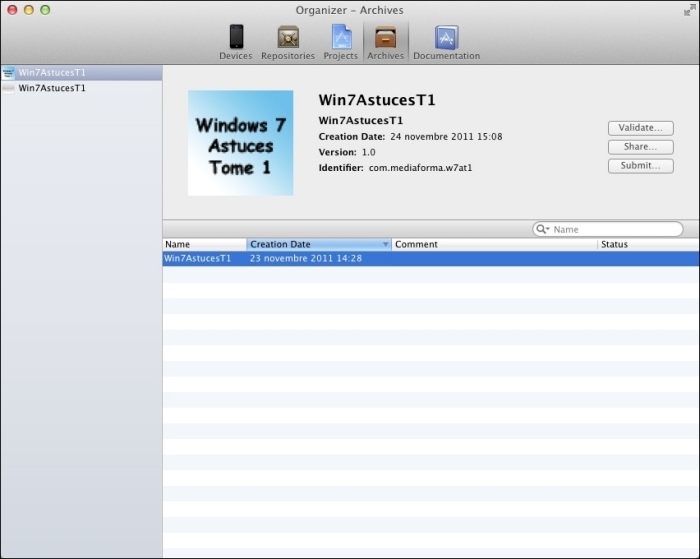 Organizer – Archives
Devices Repositories Projects Archives Documentation
Win7AstucesT1
Win7AstucesT1
Windows 7
Astuces
Tome 1
Win7AstucesT1
Win7AstucesT1
Creation Date: 24 novembre 2011 15:08
Version: 1.0
Identifier: com.mediaforma.w7at1
Validate...
Share...
Submit...
Name
Name Creation Date Comment Status
Win7AstucesT1 23 novembre 2011 14:28